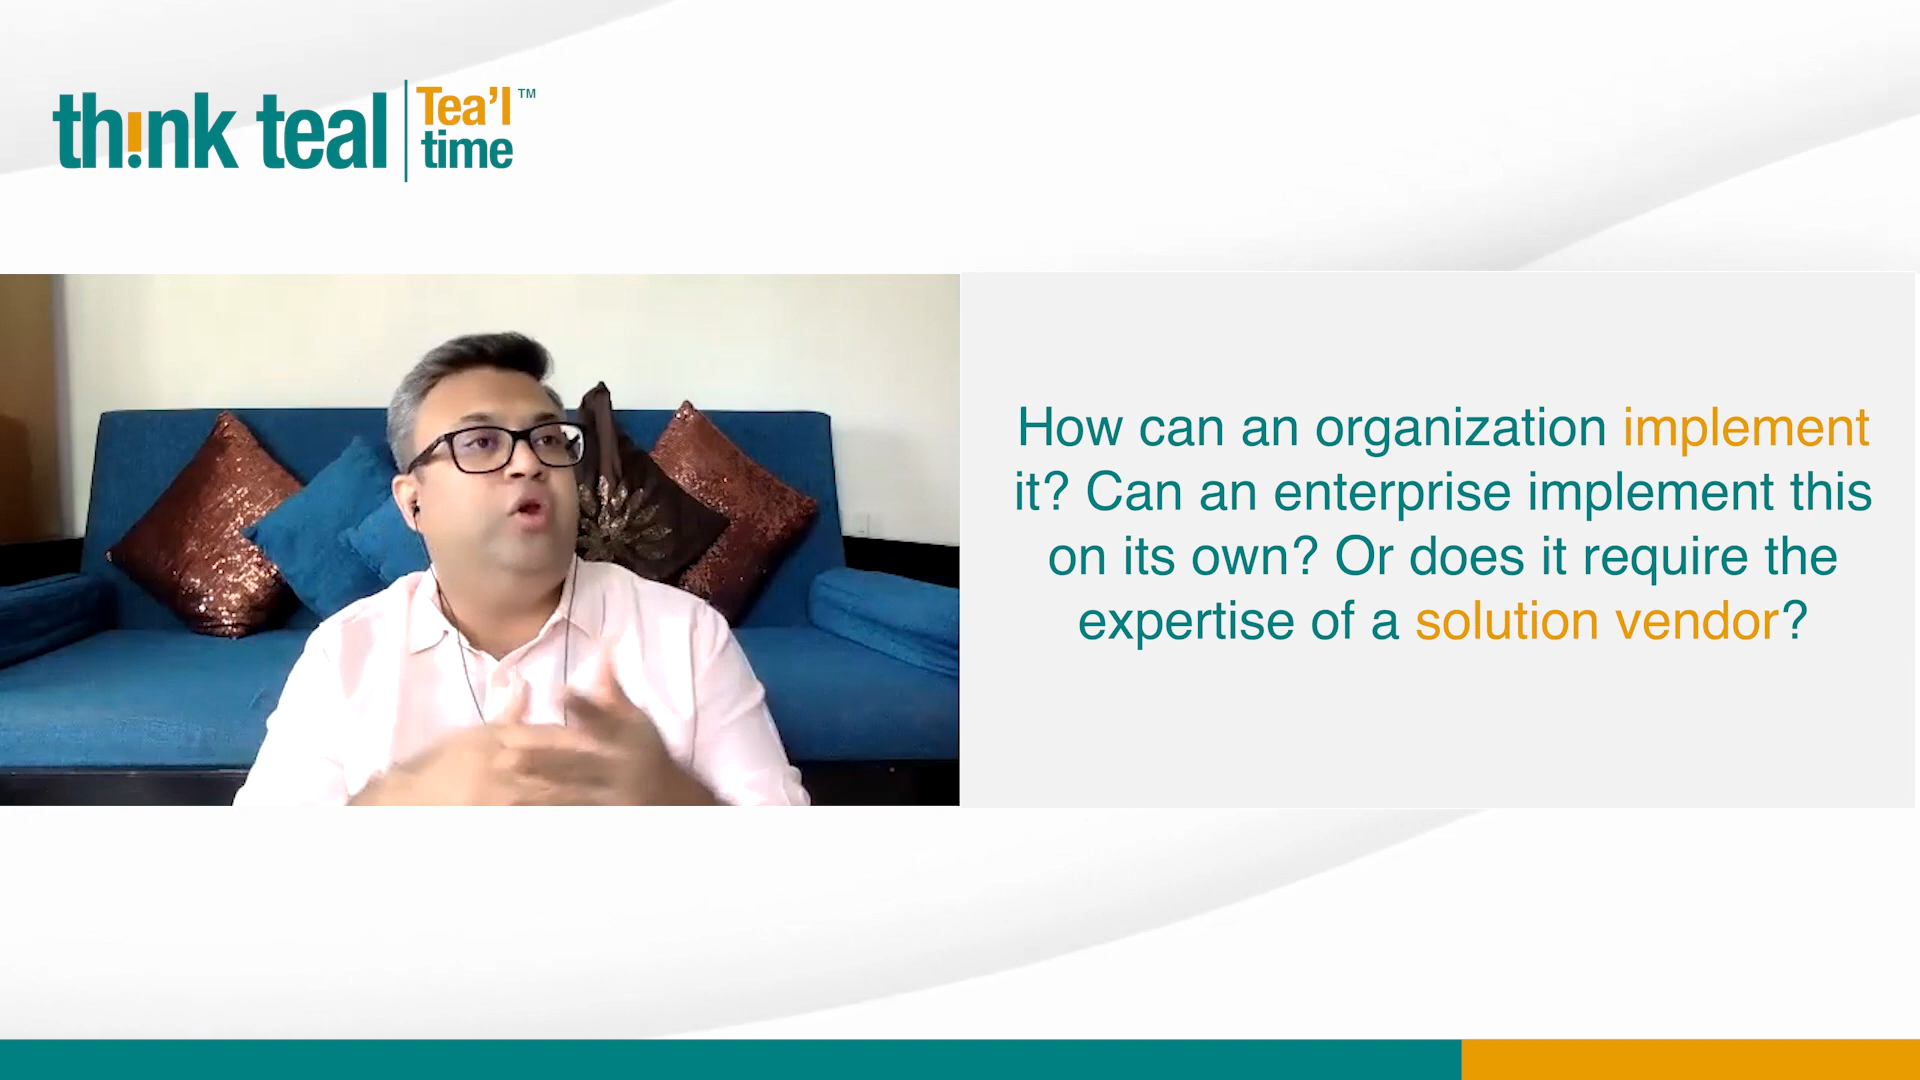 th!nk teal
Tea'l™
time
How can an organization implement
it? Can an enterprise implement this
on its own? Or does it require the
expertise of a solution vendor?